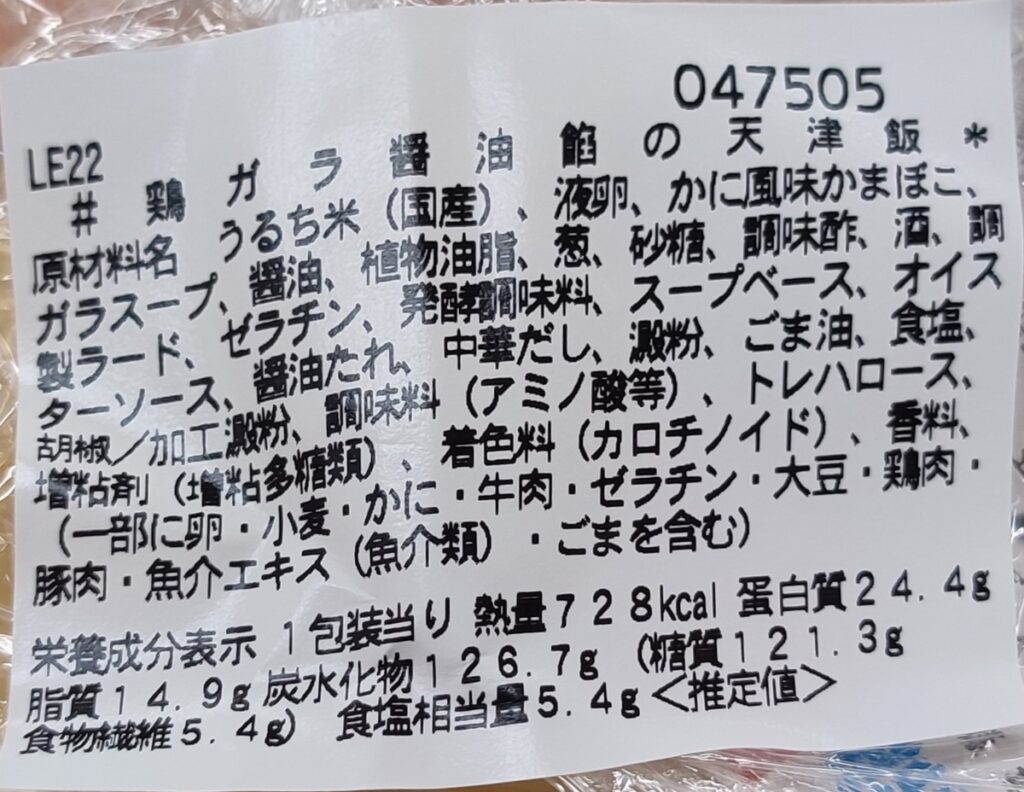 047505
LE22
# 鶏ガラ醤油餡の天津飯*
原材料名 うるち米（国産）、液卵、かに風味かまぼこ、
ガラスープ、醤油、植物油脂、葱、砂糖、調味酢、酒、調
製ラード、ゼラチン、発酵調味料、スープベース、オイス
ターソース、醤油たれ、中華だし、澱粉、ごま油、食塩、
胡椒／加工澱粉、調味料（アミノ酸等）、トレハロース、
増粘剤（増粘多糖類）、着色料（カロチノイド）、香料、
（一部に卵・小麦・かに・牛肉・ゼラチン・大豆・鶏肉・
豚肉・魚介エキス（魚介類）・ごまを含む）
栄養成分表示 1包装当り 熱量728kcal 蛋白質24.4g
脂質14.9g 炭水化物126.7g （糖質121.3g
食物繊維5.4g） 食塩相当量5.4g＜推定値＞